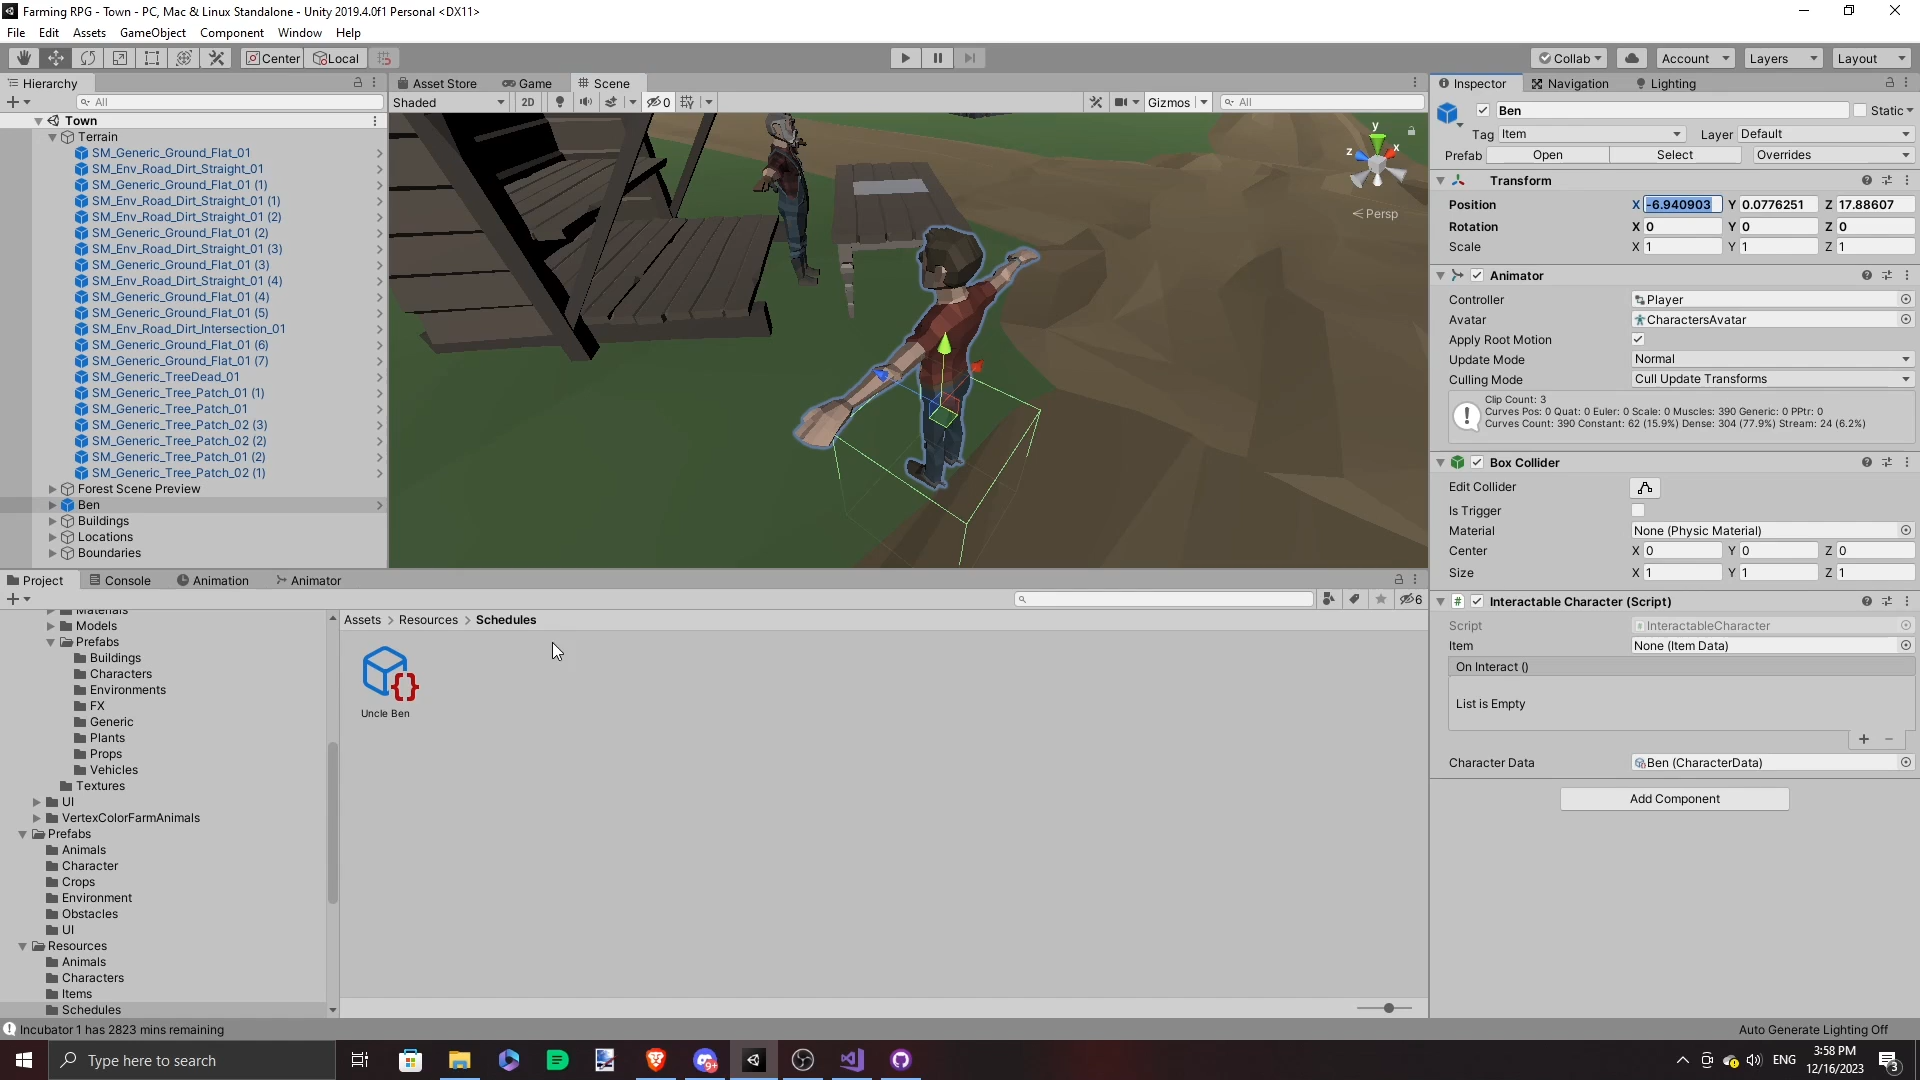 Farming RPG - Town - PC, Mac & Linux Standalone - Unity 2019.4.0f1 Personal <DX11>
File Edit Assets GameObject Component Window Help
Center Local Collab Account Layers Layout
Hierarchy
All
Town
Terrain
SM_Generic_Ground_Flat_01
SM_Env_Road_Dirt_Straight_01
SM_Generic_Ground_Flat_01 (1)
SM_Env_Road_Dirt_Straight_01 (1)
SM_Env_Road_Dirt_Straight_01 (2)
SM_Generic_Ground_Flat_01 (2)
SM_Env_Road_Dirt_Straight_01 (3)
SM_Generic_Ground_Flat_01 (3)
SM_Env_Road_Dirt_Straight_01 (4)
SM_Generic_Ground_Flat_01 (4)
SM_Generic_Ground_Flat_01 (5)
SM_Env_Road_Dirt_Intersection_01
SM_Generic_Ground_Flat_01 (6)
SM_Generic_Ground_Flat_01 (7)
SM_Generic_TreeDead_01
SM_Generic_Tree_Patch_01 (1)
SM_Generic_Tree_Patch_01
SM_Generic_Tree_Patch_02 (3)
SM_Generic_Tree_Patch_02 (2)
SM_Generic_Tree_Patch_01 (2)
SM_Generic_Tree_Patch_02 (1)
Forest Scene Preview
Ben
Buildings
Locations
Boundaries
Asset Store Game Scene
Shaded 2D 0 Gizmos All
y
z x
< Persp
Inspector Navigation Lighting
Ben Static
Tag Item Layer Default
Prefab Open Select Overrides
Transform
Position X -6.940903 Y 0.0776251 Z 17.88607
Rotation X 0 Y 0 Z 0
Scale X 1 Y 1 Z 1
Animator
Controller Player
Avatar CharactersAvatar
Apply Root Motion
Update Mode Normal
Culling Mode Cull Update Transforms
Clip Count: 3
Curves Pos: 0 Quat: 0 Euler: 0 Scale: 0 Muscles: 390 Generic: 0 PPtr: 0
Curves Count: 390 Constant: 62 (15.9%) Dense: 304 (77.9%) Stream: 24 (6.2%)
Box Collider
Edit Collider
Is Trigger
Material None (Physic Material)
Center X 0 Y 0 Z 0
Size X 1 Y 1 Z 1
Interactable Character (Script)
Script InteractableCharacter
Item None (Item Data)
On Interact ()
List is Empty
Character Data Ben (CharacterData)
Add Component
Project Console Animation Animator
6
Materials
Models
Prefabs
Buildings
Characters
Environments
FX
Generic
Plants
Props
Vehicles
Textures
UI
VertexColorFarmAnimals
Prefabs
Animals
Character
Crops
Environment
Obstacles
UI
Resources
Animals
Characters
Items
Schedules
Assets > Resources > Schedules
Uncle Ben
Incubator 1 has 2823 mins remaining
Auto Generate Lighting Off
Type here to search
9+
ENG
3:58 PM
12/16/2023
3